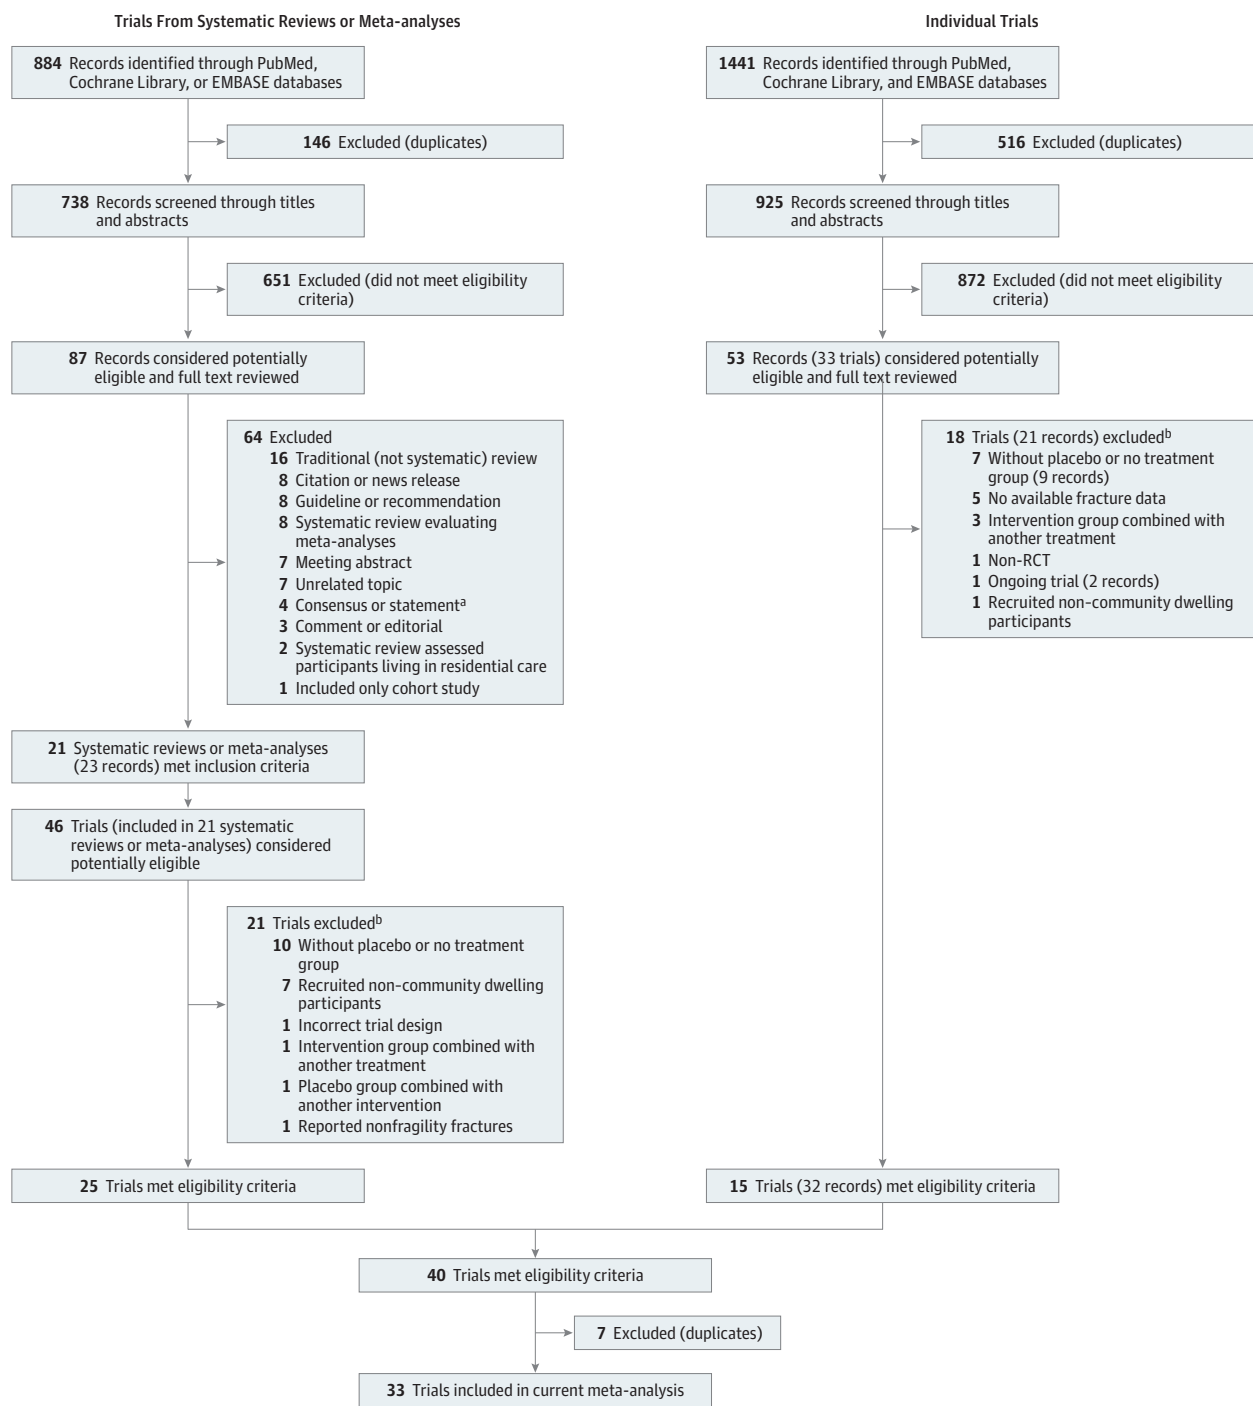 Trials From Systematic Reviews or Meta-analyses
884 Records identified through PubMed,
Cochrane Library, or EMBASE databases
146 Excluded (duplicates)
738 Records screened through titles
and abstracts
651 Excluded (did not meet eligibility
criteria)
87 Records considered potentially
eligible and full text reviewed
64 Excluded
16 Traditional (not systematic) review
8 Citation or news release
8 Guideline or recommendation
8 Systematic review evaluating
meta-analyses
7 Meeting abstract
7 Unrelated topic
4 Consensus or statementa
3 Comment or editorial
2 Systematic review assessed
participants living in residential care
1 Included only cohort study
21 Systematic reviews or meta-analyses
(23 records) met inclusion criteria
46 Trials (included in 21 systematic
reviews or meta-analyses) considered
potentially eligible
21 Trials excludedb
10 Without placebo or no treatment
group
7 Recruited non-community dwelling
participants
1 Incorrect trial design
1 Intervention group combined with
another treatment
1 Placebo group combined with
another intervention
1 Reported nonfragility fractures
25 Trials met eligibility criteria
Individual Trials
1441 Records identified through PubMed,
Cochrane Library, and EMBASE databases
516 Excluded (duplicates)
925 Records screened through titles
and abstracts
872 Excluded (did not meet eligibility
criteria)
53 Records (33 trials) considered potentially
eligible and full text reviewed
18 Trials (21 records) excludedb
7 Without placebo or no treatment
group (9 records)
5 No available fracture data
3 Intervention group combined with
another treatment
1 Non-RCT
1 Ongoing trial (2 records)
1 Recruited non-community dwelling
participants
15 Trials (32 records) met eligibility criteria
40 Trials met eligibility criteria
7 Excluded (duplicates)
33 Trials included in current meta-analysis